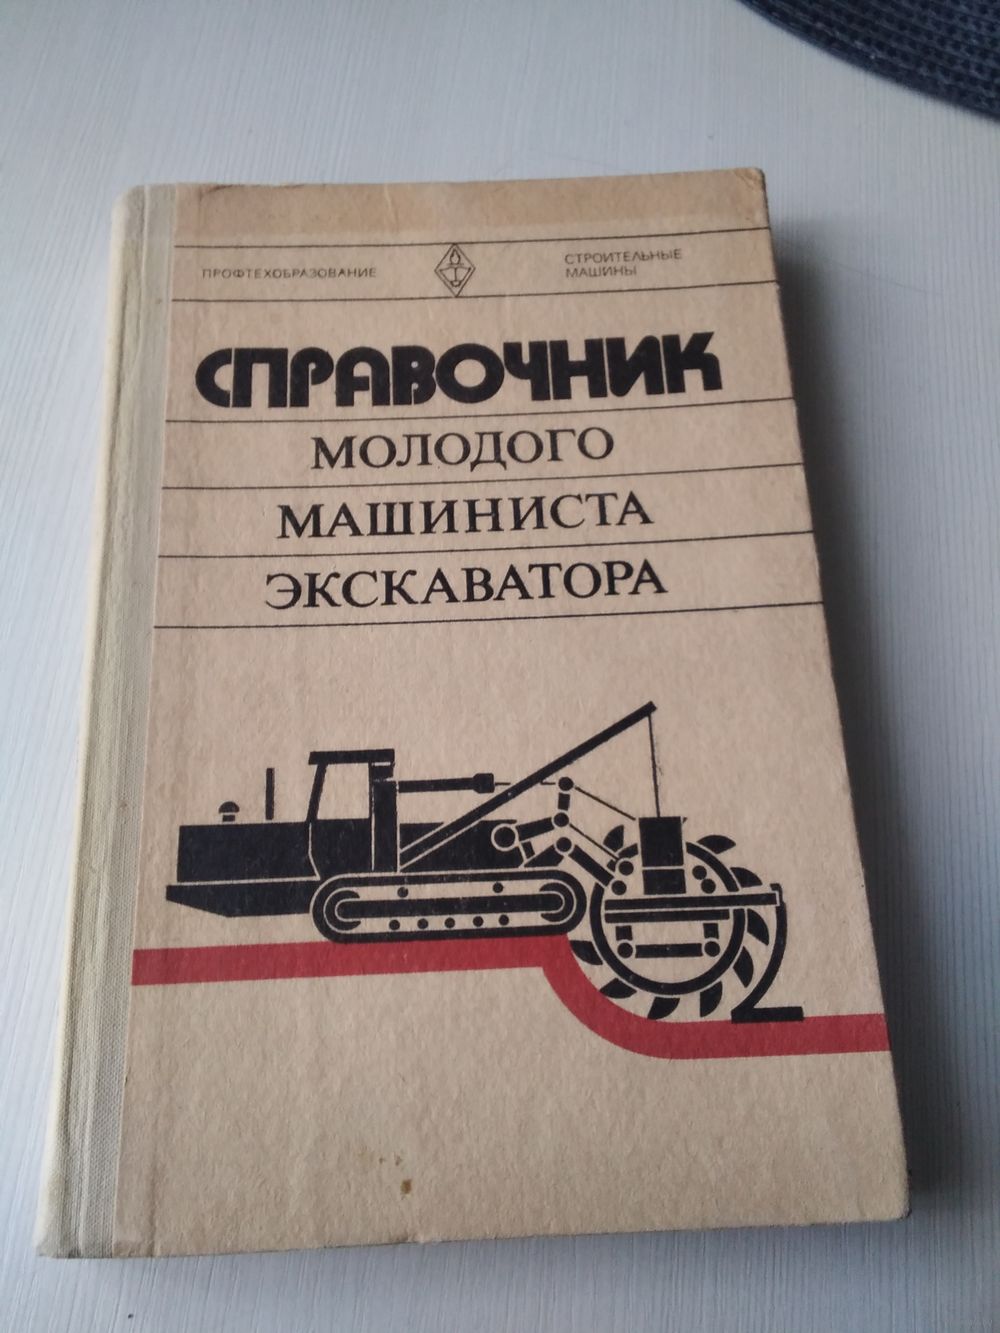 ПРОФТЕХОБРАЗОВАНИЕ
СТРОИТЕЛЬНЫЕ
МАШИНЫ
СПРАВОЧНИК
МОЛОДОГО
МАШИНИСТА
ЭКСКАВАТОРА